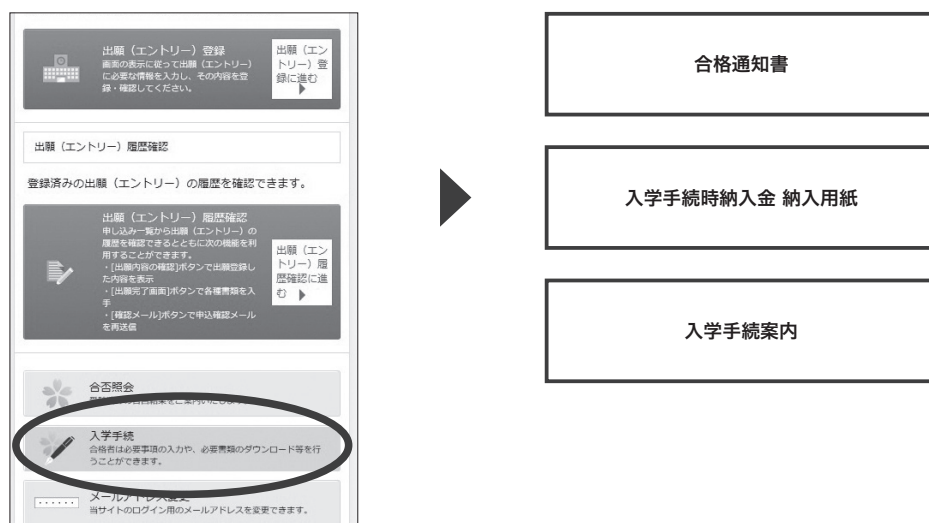 出願（エントリー）登録
画面の表示に従って出願（エントリー）
に必要な情報を入力し、その内容を登
録・確認してください。
出願（エン
トリー）登
録に進む
出願（エントリー）履歴確認
登録済みの出願（エントリー）の履歴を確認できます。
出願（エントリー）履歴確認
申し込み一覧から出願（エントリー）の
履歴を確認できるとともに次の機能を利
用することができます。
・[出願内容の確認]ボタンで出願登録し
た内容を表示
・[出願完了画面]ボタンで各種書類を入
手
・[確認メール]ボタンで申込確認メール
を再送信
出願（エン
トリー）履
歴確認に進
む
合否照会
入学手続
合格者は必要事項の入力や、必要書類のダウンロード等を行
うことができます。
メールアドレス変更
当サイトのログイン用のメールアドレスを変更できます。
合格通知書
入学手続時納入金 納入用紙
入学手続案内